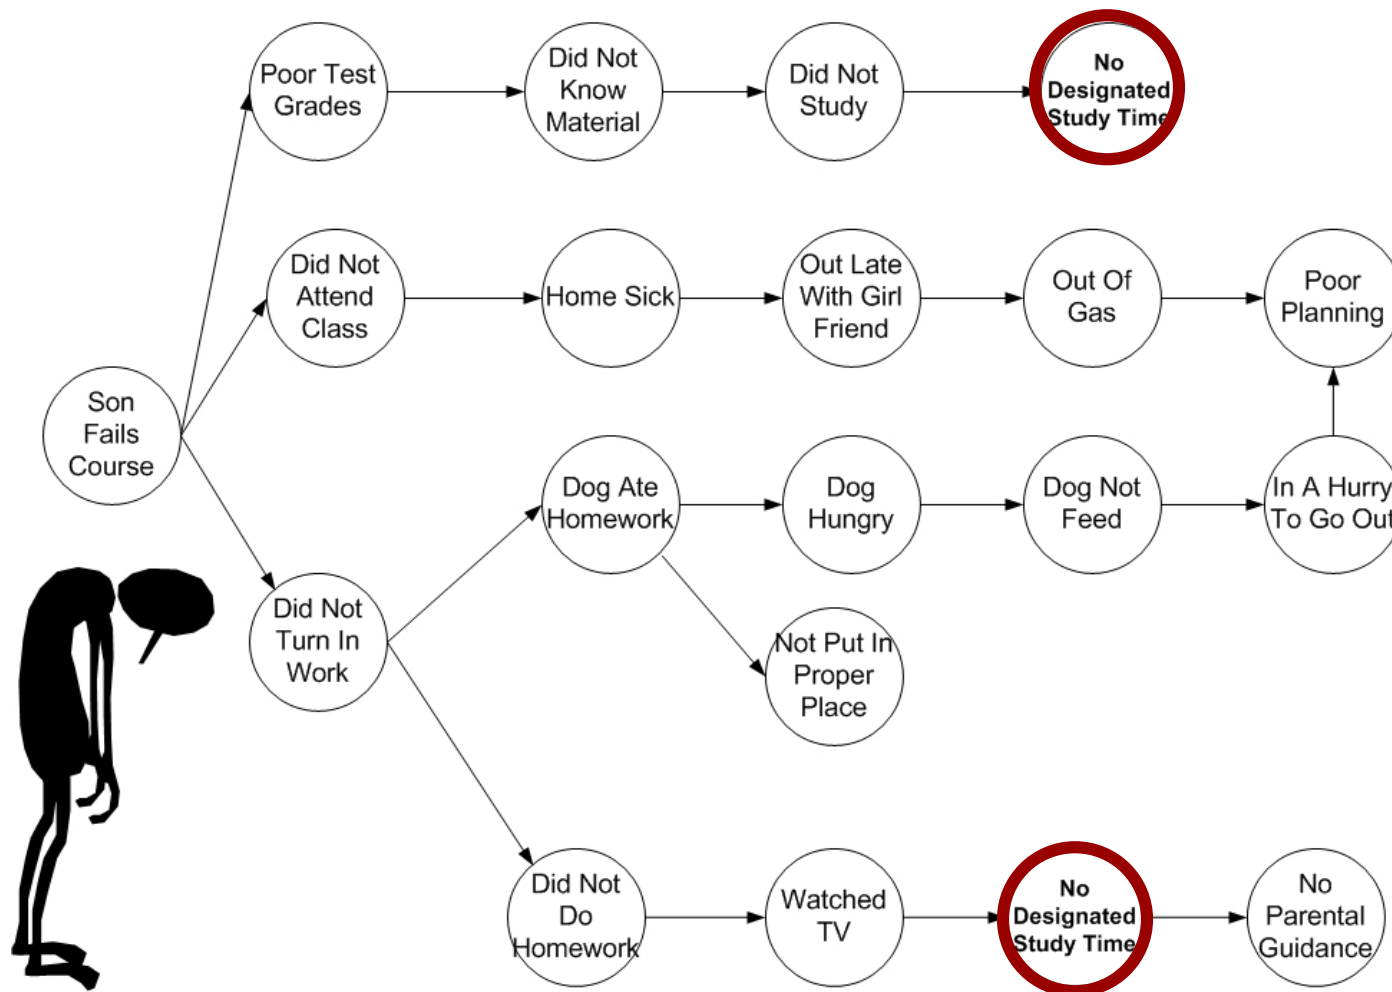 Poor Test
Grades
Did Not
Know
Material
Did Not
Study
No
Designated
Study Time
Did Not
Attend
Class
Home Sick
Out Late
With Girl
Friend
Out Of
Gas
Poor
Planning
Son
Fails
Course
Dog Ate
Homework
Dog
Hungry
Dog Not
Feed
In A Hurry
To Go Out
Did Not
Turn In
Work
Not Put In
Proper
Place
Did Not
Do
Homework
Watched
TV
No
Designated
Study Time
No
Parental
Guidance